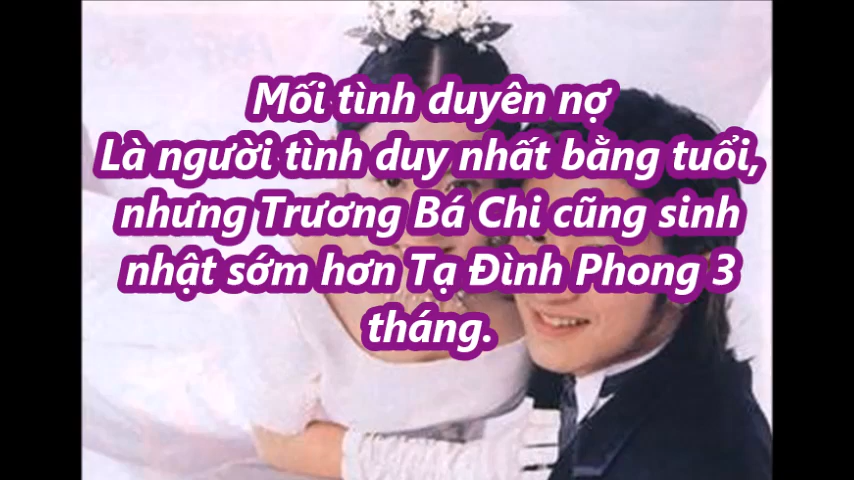 Mối tình duyên nợ
Là người tình duy nhất bằng tuổi,
nhưng Trương Bá Chi cũng sinh
nhật sớm hơn Tạ Đình Phong 3
tháng.